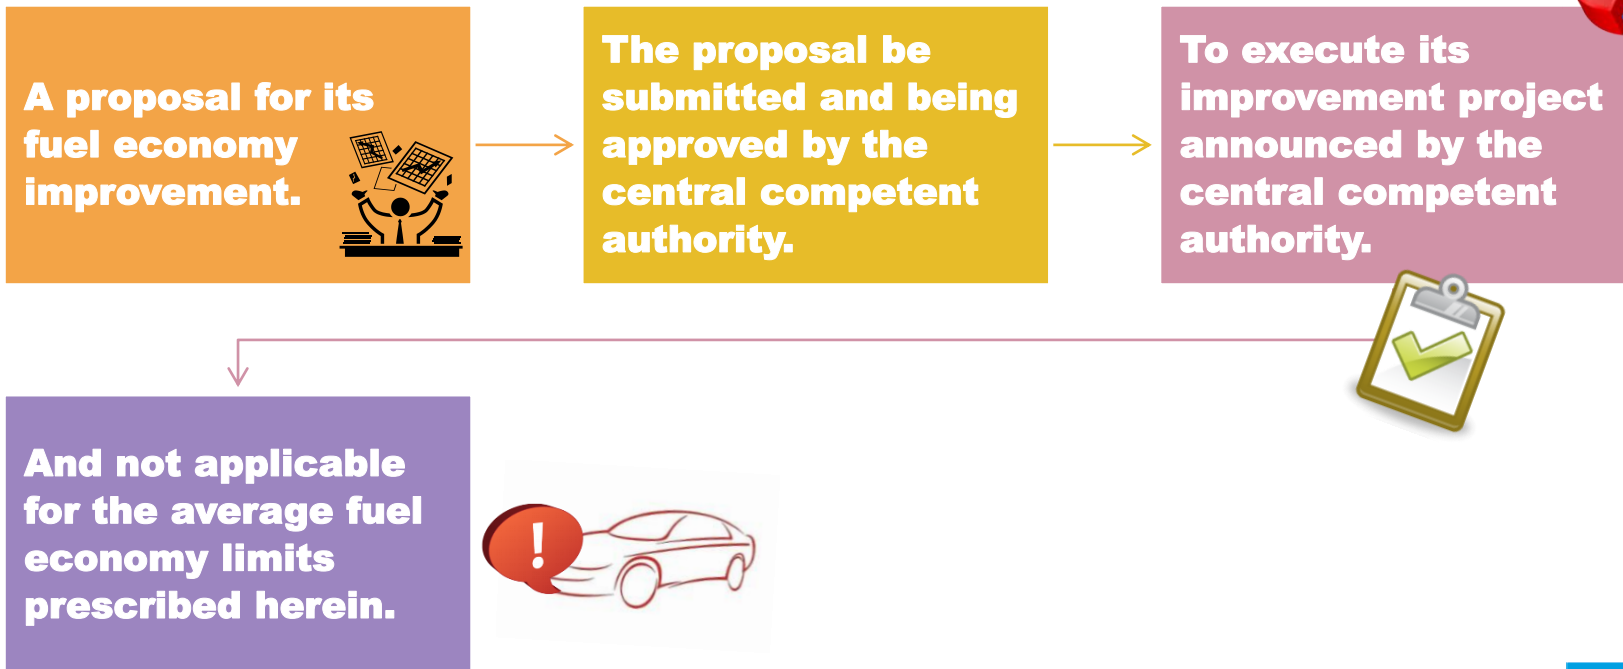 A proposal for its
fuel economy
improvement.
The proposal be
submitted and being
approved by the
central competent
authority.
To execute its
improvement project
announced by the
central competent
authority.
And not applicable
for the average fuel
economy limits
prescribed herein.
!